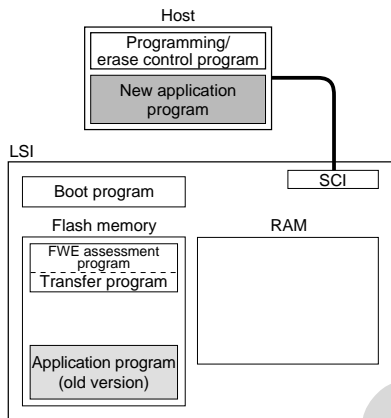 Host
Programming/
erase control program
New application
program
LSI
SCI
Boot program
Flash memory
RAM
FWE assessment
program
Transfer program
Application program
(old version)